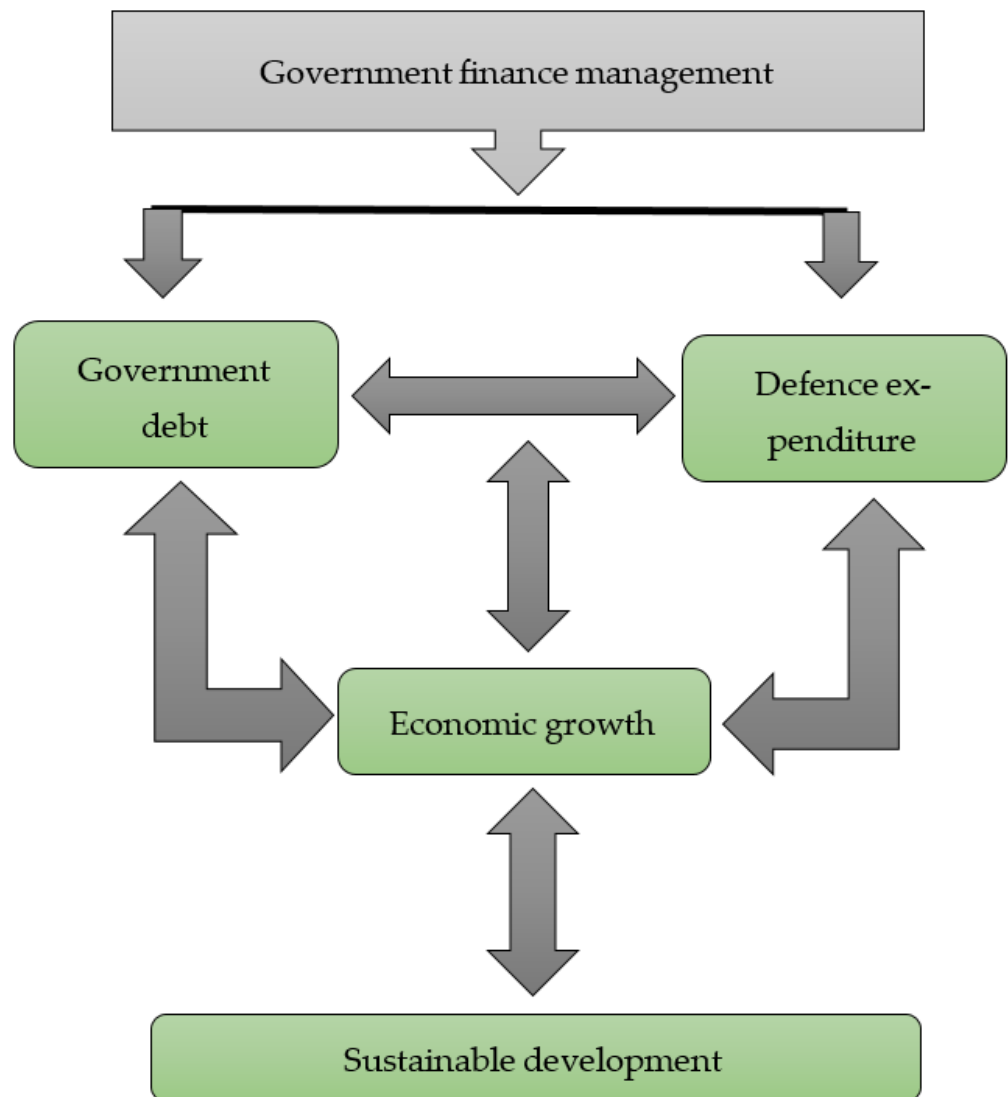 Government finance management
Government
debt
Defence ex-
penditure
Economic growth
Sustainable development